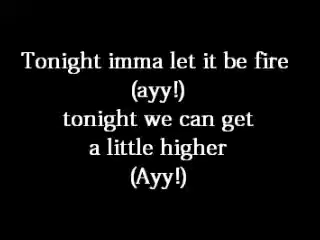 Tonight imma let it be fire
(ayy!)
tonight we can get
a little higher
(Ayy!)